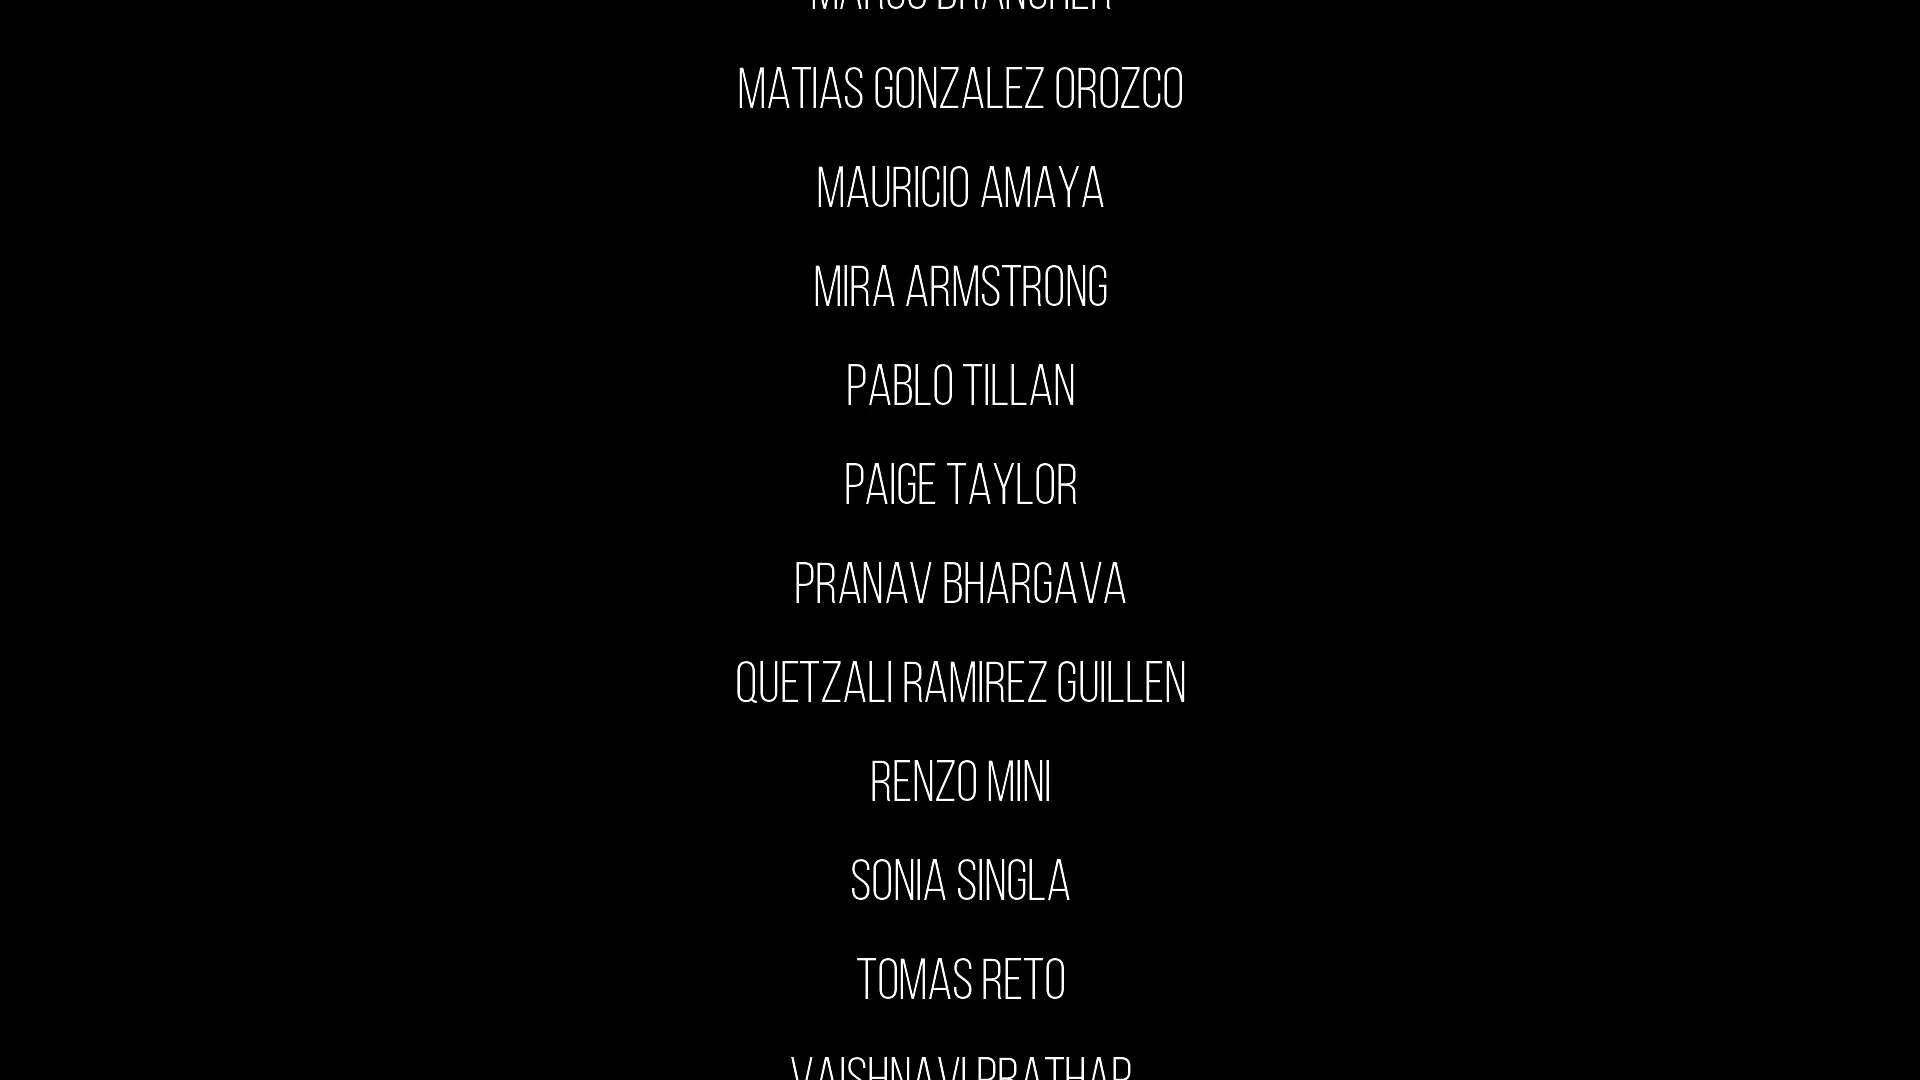 MATIAS GONZALEZ OROZCO
MAURICIO AMAYA
MIRA ARMSTRONG
PABLO TILLAN
PAIGE TAYLOR
PRANAV BHARGAVA
QUETZALI RAMIREZ GUILLEN
RENZO MINI
SONIA SINGLA
TOMAS RETO
VAISHNAVI